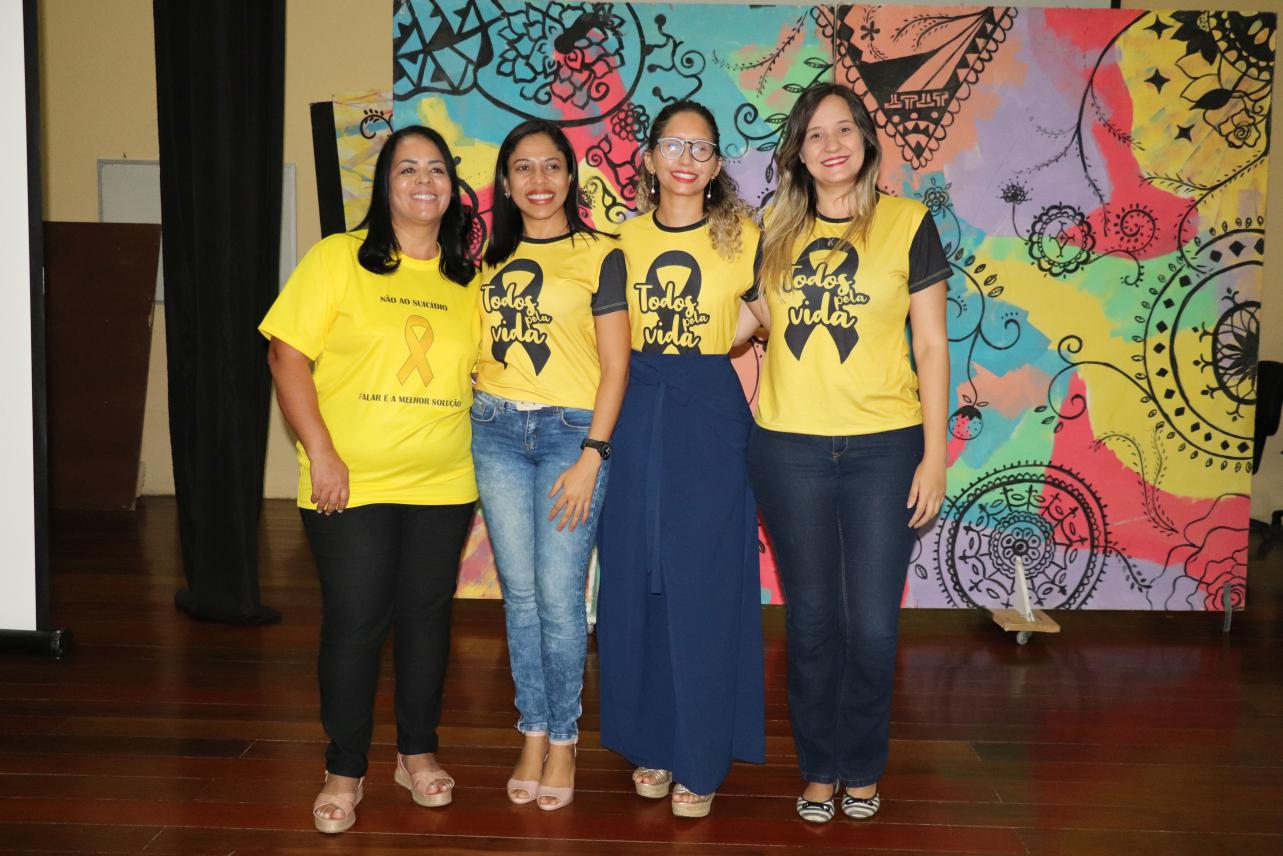 NÃO AO SUICÍDIO
FALAR É A MELHOR SOLUÇÃO
Todos
pela
vida
Todos
pela
vida
Todos
pela
vida